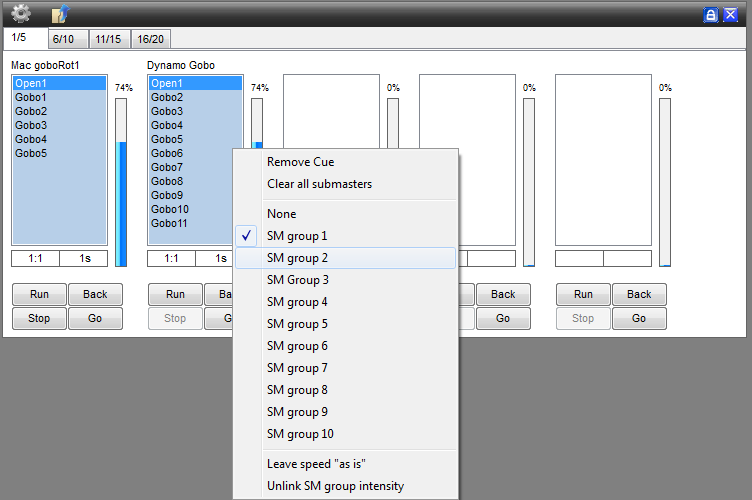 1/5 6/10 11/15 16/20
Mac goboRot1 Dynamo Gobo
74% 74% 0% 0% 0%
Open1
Gobo1
Gobo2
Gobo3
Gobo4
Gobo5
1:1 1s
Open1
Gobo2
Gobo3
Gobo4
Gobo5
Gobo6
Gobo7
Gobo8
Gobo9
Gobo10
Gobo11
1:1 1s
Run Back Run Ba Back Run Back
Stop Go Stop G Go Stop Go
Remove Cue
Clear all submasters
None
SM group 1
SM group 2
SM Group 3
SM group 4
SM group 5
SM group 6
SM group 7
SM group 8
SM group 9
SM group 10
Leave speed "as is"
Unlink SM group intensity